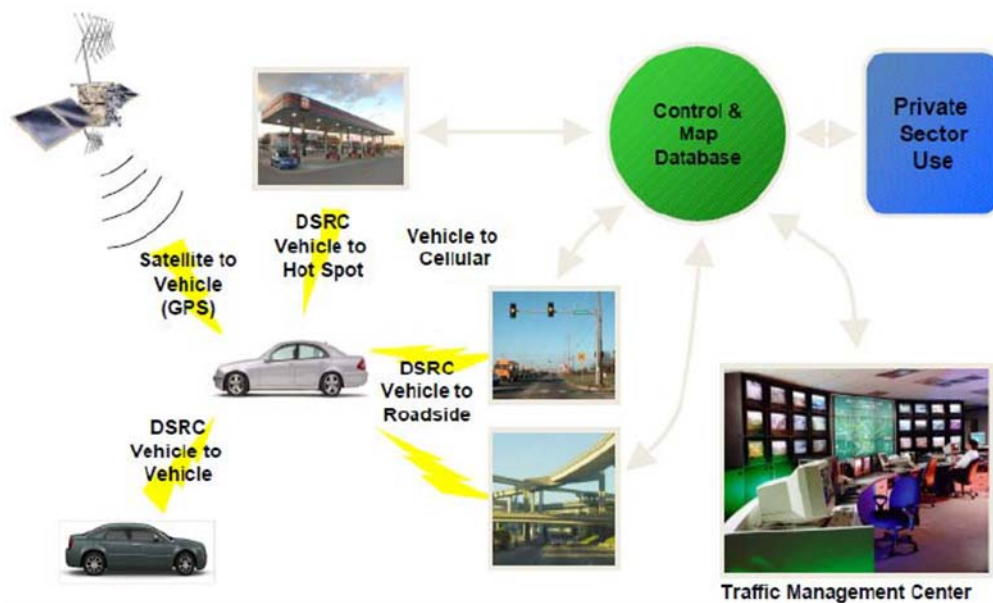 Control &
Map
Database
Private
Sector
Use
DSRC
Vehicle to
Hot Spot
Vehicle to
Cellular
Satellite to
Vehicle
(GPS)
DSRC
Vehicle to
Roadside
DSRC
Vehicle to
Vehicle
Traffic Management Center